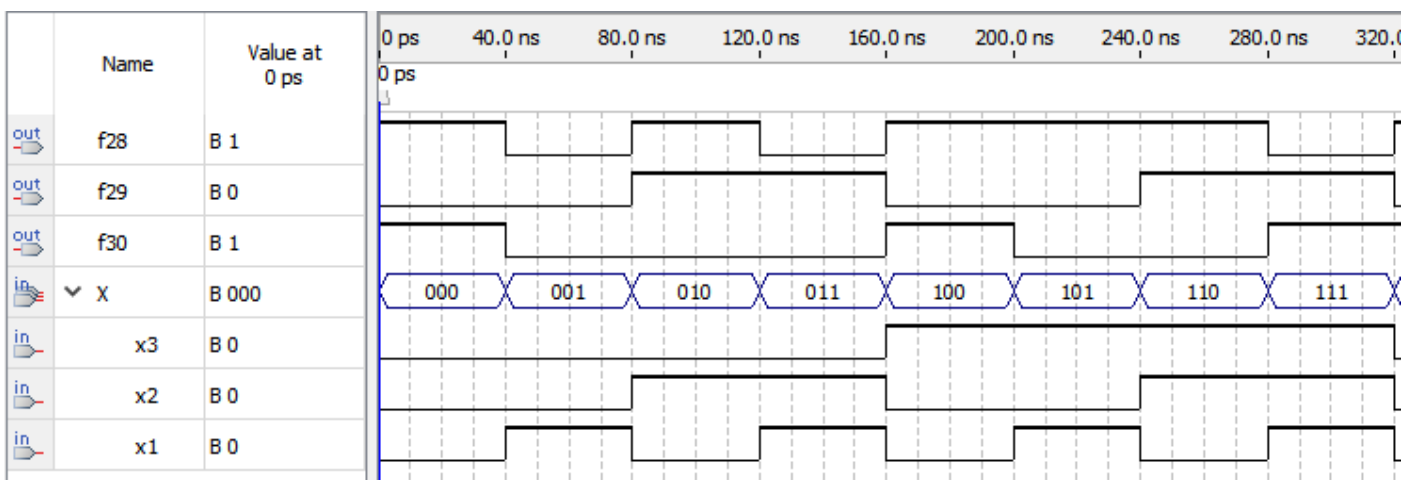 Name
Value at
0 ps
0 ps 40.0 ns 80.0 ns 120.0 ns 160.0 ns 200.0 ns 240.0 ns 280.0 ns 320.0
0 ps
out f28 B 1
out f29 B 0
out f30 B 1
in X B 000 000 001 010 011 100 101 110 111
in x3 B 0
in x2 B 0
in x1 B 0